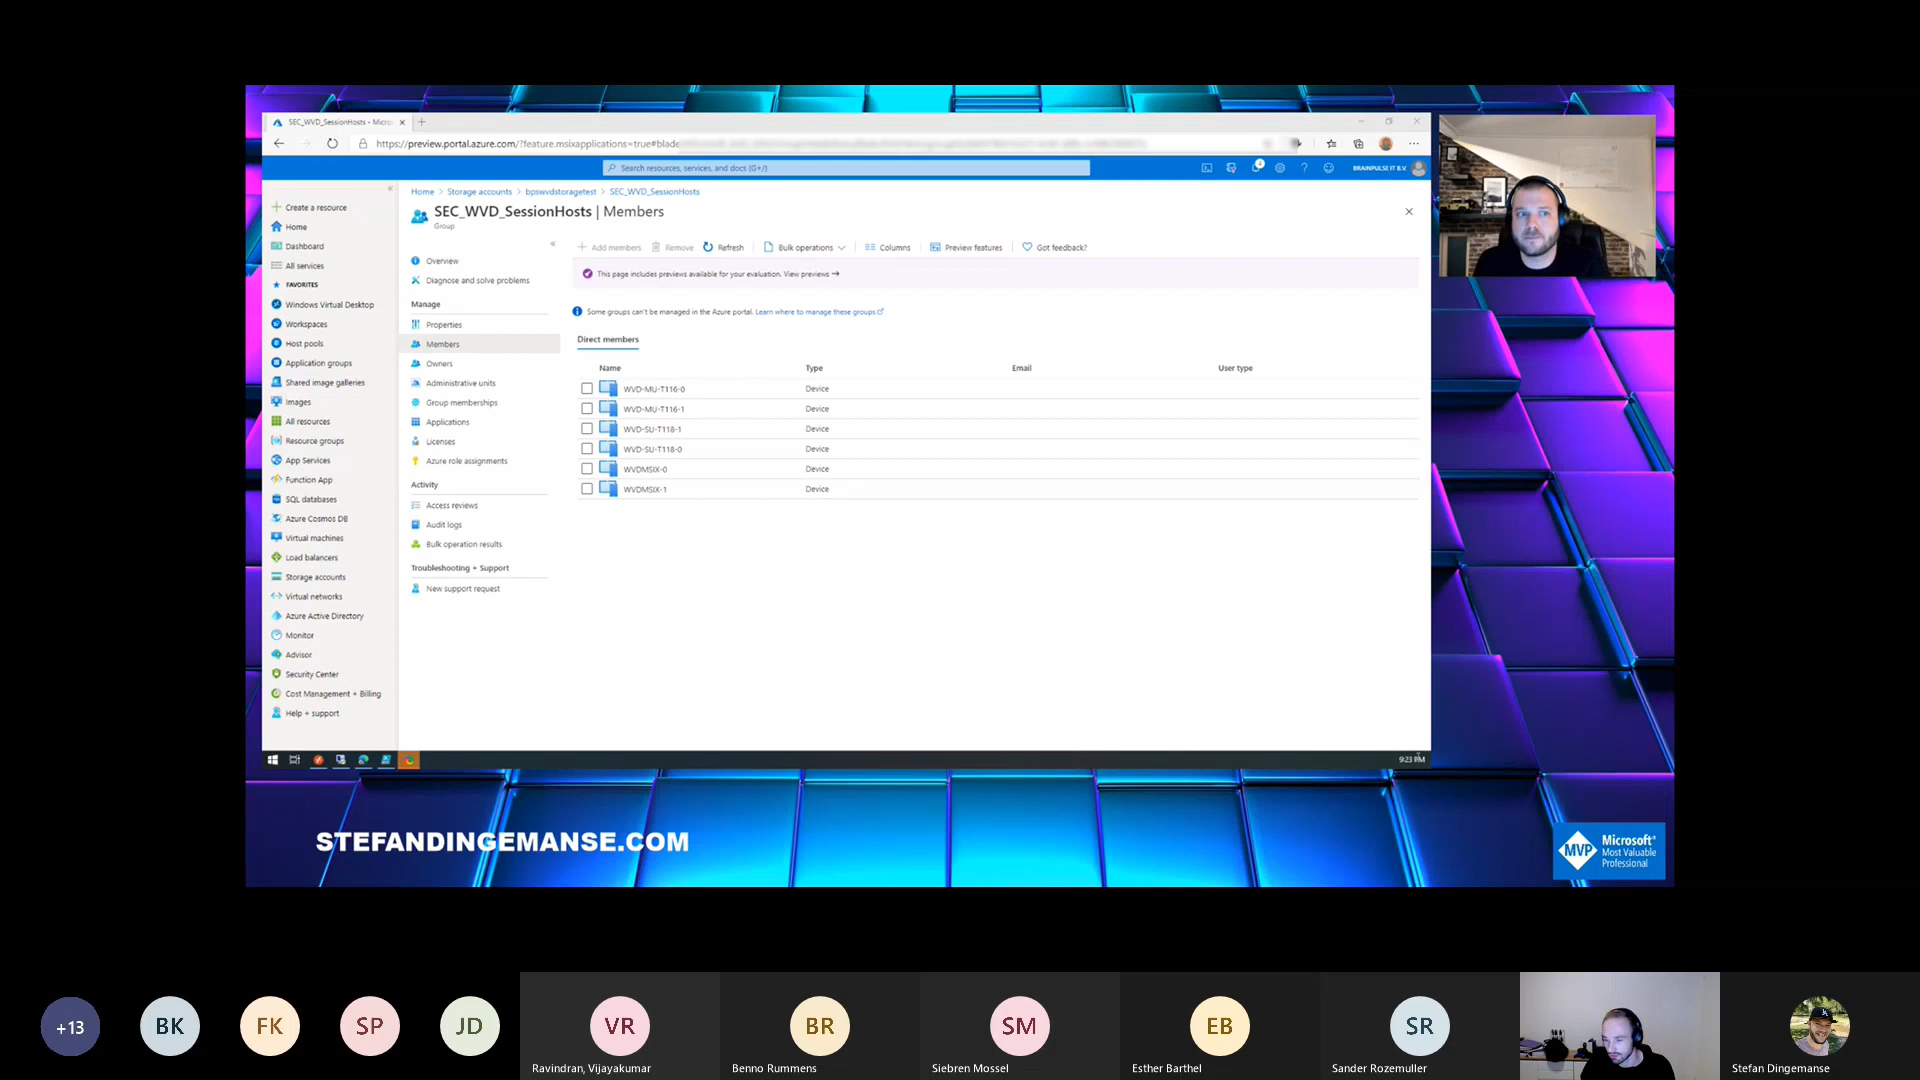 SEC_WVD_SessionHosts - Micro
https://preview.portal.azure.com/?feature.msixapplications=true#blade
Search resources, services, and docs (G+/)
4
BRAINPULSE IT B.V.
Create a resource
Home
Dashboard
All services
FAVORITES
Windows Virtual Desktop
Workspaces
Host pools
Application groups
Shared image galleries
Images
All resources
Resource groups
App Services
Function App
SQL databases
Azure Cosmos DB
Virtual machines
Load balancers
Storage accounts
Virtual networks
Azure Active Directory
Monitor
Advisor
Security Center
Cost Management + Billing
Help + support
Home > Storage accounts > bpswvdstoragetest > SEC_WVD_SessionHosts
SEC_WVD_SessionHosts | Members
Group
Overview
Diagnose and solve problems
Manage
Properties
Members
Owners
Administrative units
Group memberships
Applications
Licenses
Azure role assignments
Activity
Access reviews
Audit logs
Bulk operation results
Troubleshooting + Support
New support request
Add members Remove Refresh Bulk operations Columns Preview features Got feedback?
This page includes previews available for your evaluation. View previews →
Some groups can't be managed in the Azure portal. Learn where to manage these groups
Direct members
Name Type Email User type
WVD-MU-T116-0 Device
WVD-MU-T116-1 Device
WVD-SU-T118-1 Device
WVD-SU-T118-0 Device
WVDMSIX-0 Device
WVDMSIX-1 Device
9:23 PM
STEFANDINGEMANSE.COM
MVP
Microsoft®
Most Valuable
Professional
+13 BK FK SP JD VR BR SM EB SR
Ravindran, Vijayakumar Benno Rummens Siebren Mossel Esther Barthel Sander Rozemuller Stefan Dingemanse